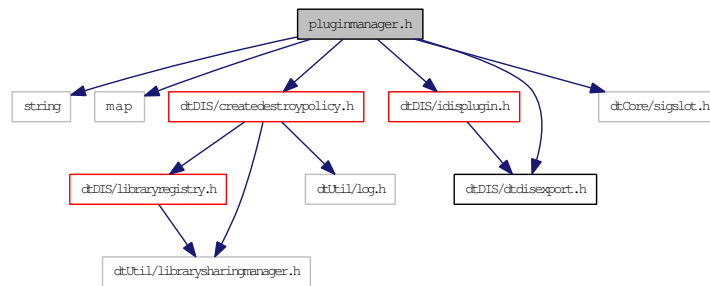 pluginmanager.h
string
map
dtDIS/createdestroypolicy.h
dtDIS/idisplugin.h
dtCore/sigslot.h
dtDIS/libraryregistry.h
dtUtil/log.h
dtDIS/dtdisexport.h
dtUtil/librarysharingmanager.h